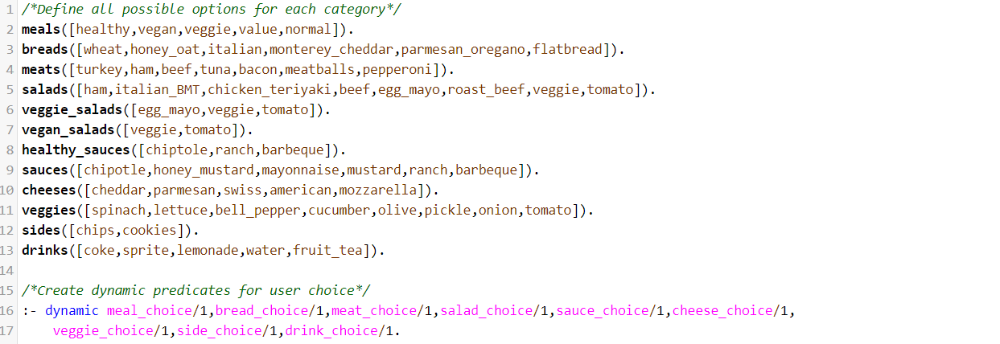 1 /*Define all possible options for each category*/
2 meals([healthy,vegan,veggie,value,normal]).
3 breads([wheat,honey_oat,italian,monterey_cheddar,parmesan_oregano,flatbread]).
4 meats([turkey,ham,beef,tuna,bacon,meatballs,pepperoni]).
5 salads([ham,italian_BMT,chicken_teriyaki,beef,egg_mayo,roast_beef,veggie,tomato]).
6 veggie_salads([egg_mayo,veggie,tomato]).
7 vegan_salads([veggie,tomato]).
8 healthy_sauces([chiptole,ranch,barbeque]).
9 sauces([chipotle,honey_mustard,mayonnaise,mustard,ranch,barbeque]).
10 cheeses([cheddar,parmesan,swiss,american,mozzarella]).
11 veggies([spinach,lettuce,bell_pepper,cucumber,olive,pickle,onion,tomato]).
12 sides([chips,cookies]).
13 drinks([coke,sprite,lemonade,water,fruit_tea]).
14
15 /*Create dynamic predicates for user choice*/
16 :- dynamic meal_choice/1,bread_choice/1,meat_choice/1,salad_choice/1,sauce_choice/1,cheese_choice/1,
17 veggie_choice/1,side_choice/1,drink_choice/1.